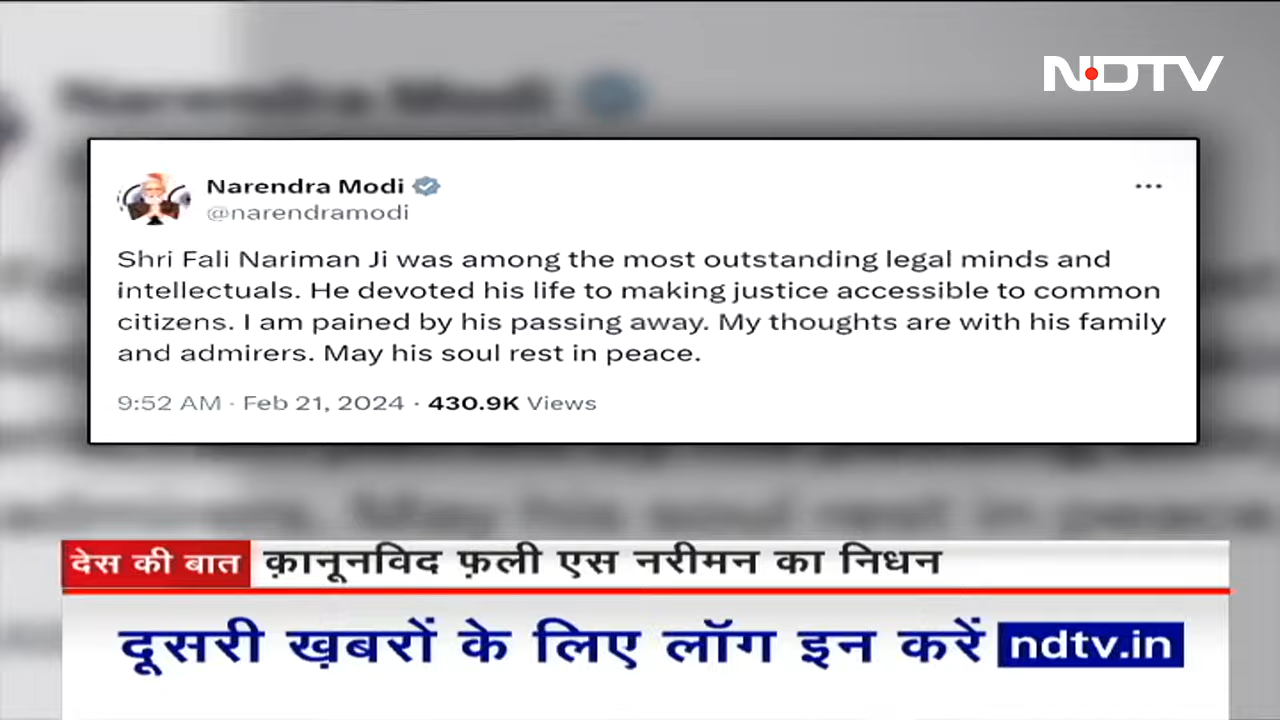 NDTV
Narendra Modi
@narendramodi
Shri Fali Nariman Ji was among the most outstanding legal minds and
intellectuals. He devoted his life to making justice accessible to common
citizens. I am pained by his passing away. My thoughts are with his family
and admirers. May his soul rest in peace.
9:52 AM · Feb 21, 2024 · 430.9K Views
देस की बात क़ानूनविद फ़ली एस नरीमन का निधन
दूसरी ख़बरों के लिए लॉग इन करें ndtv.in